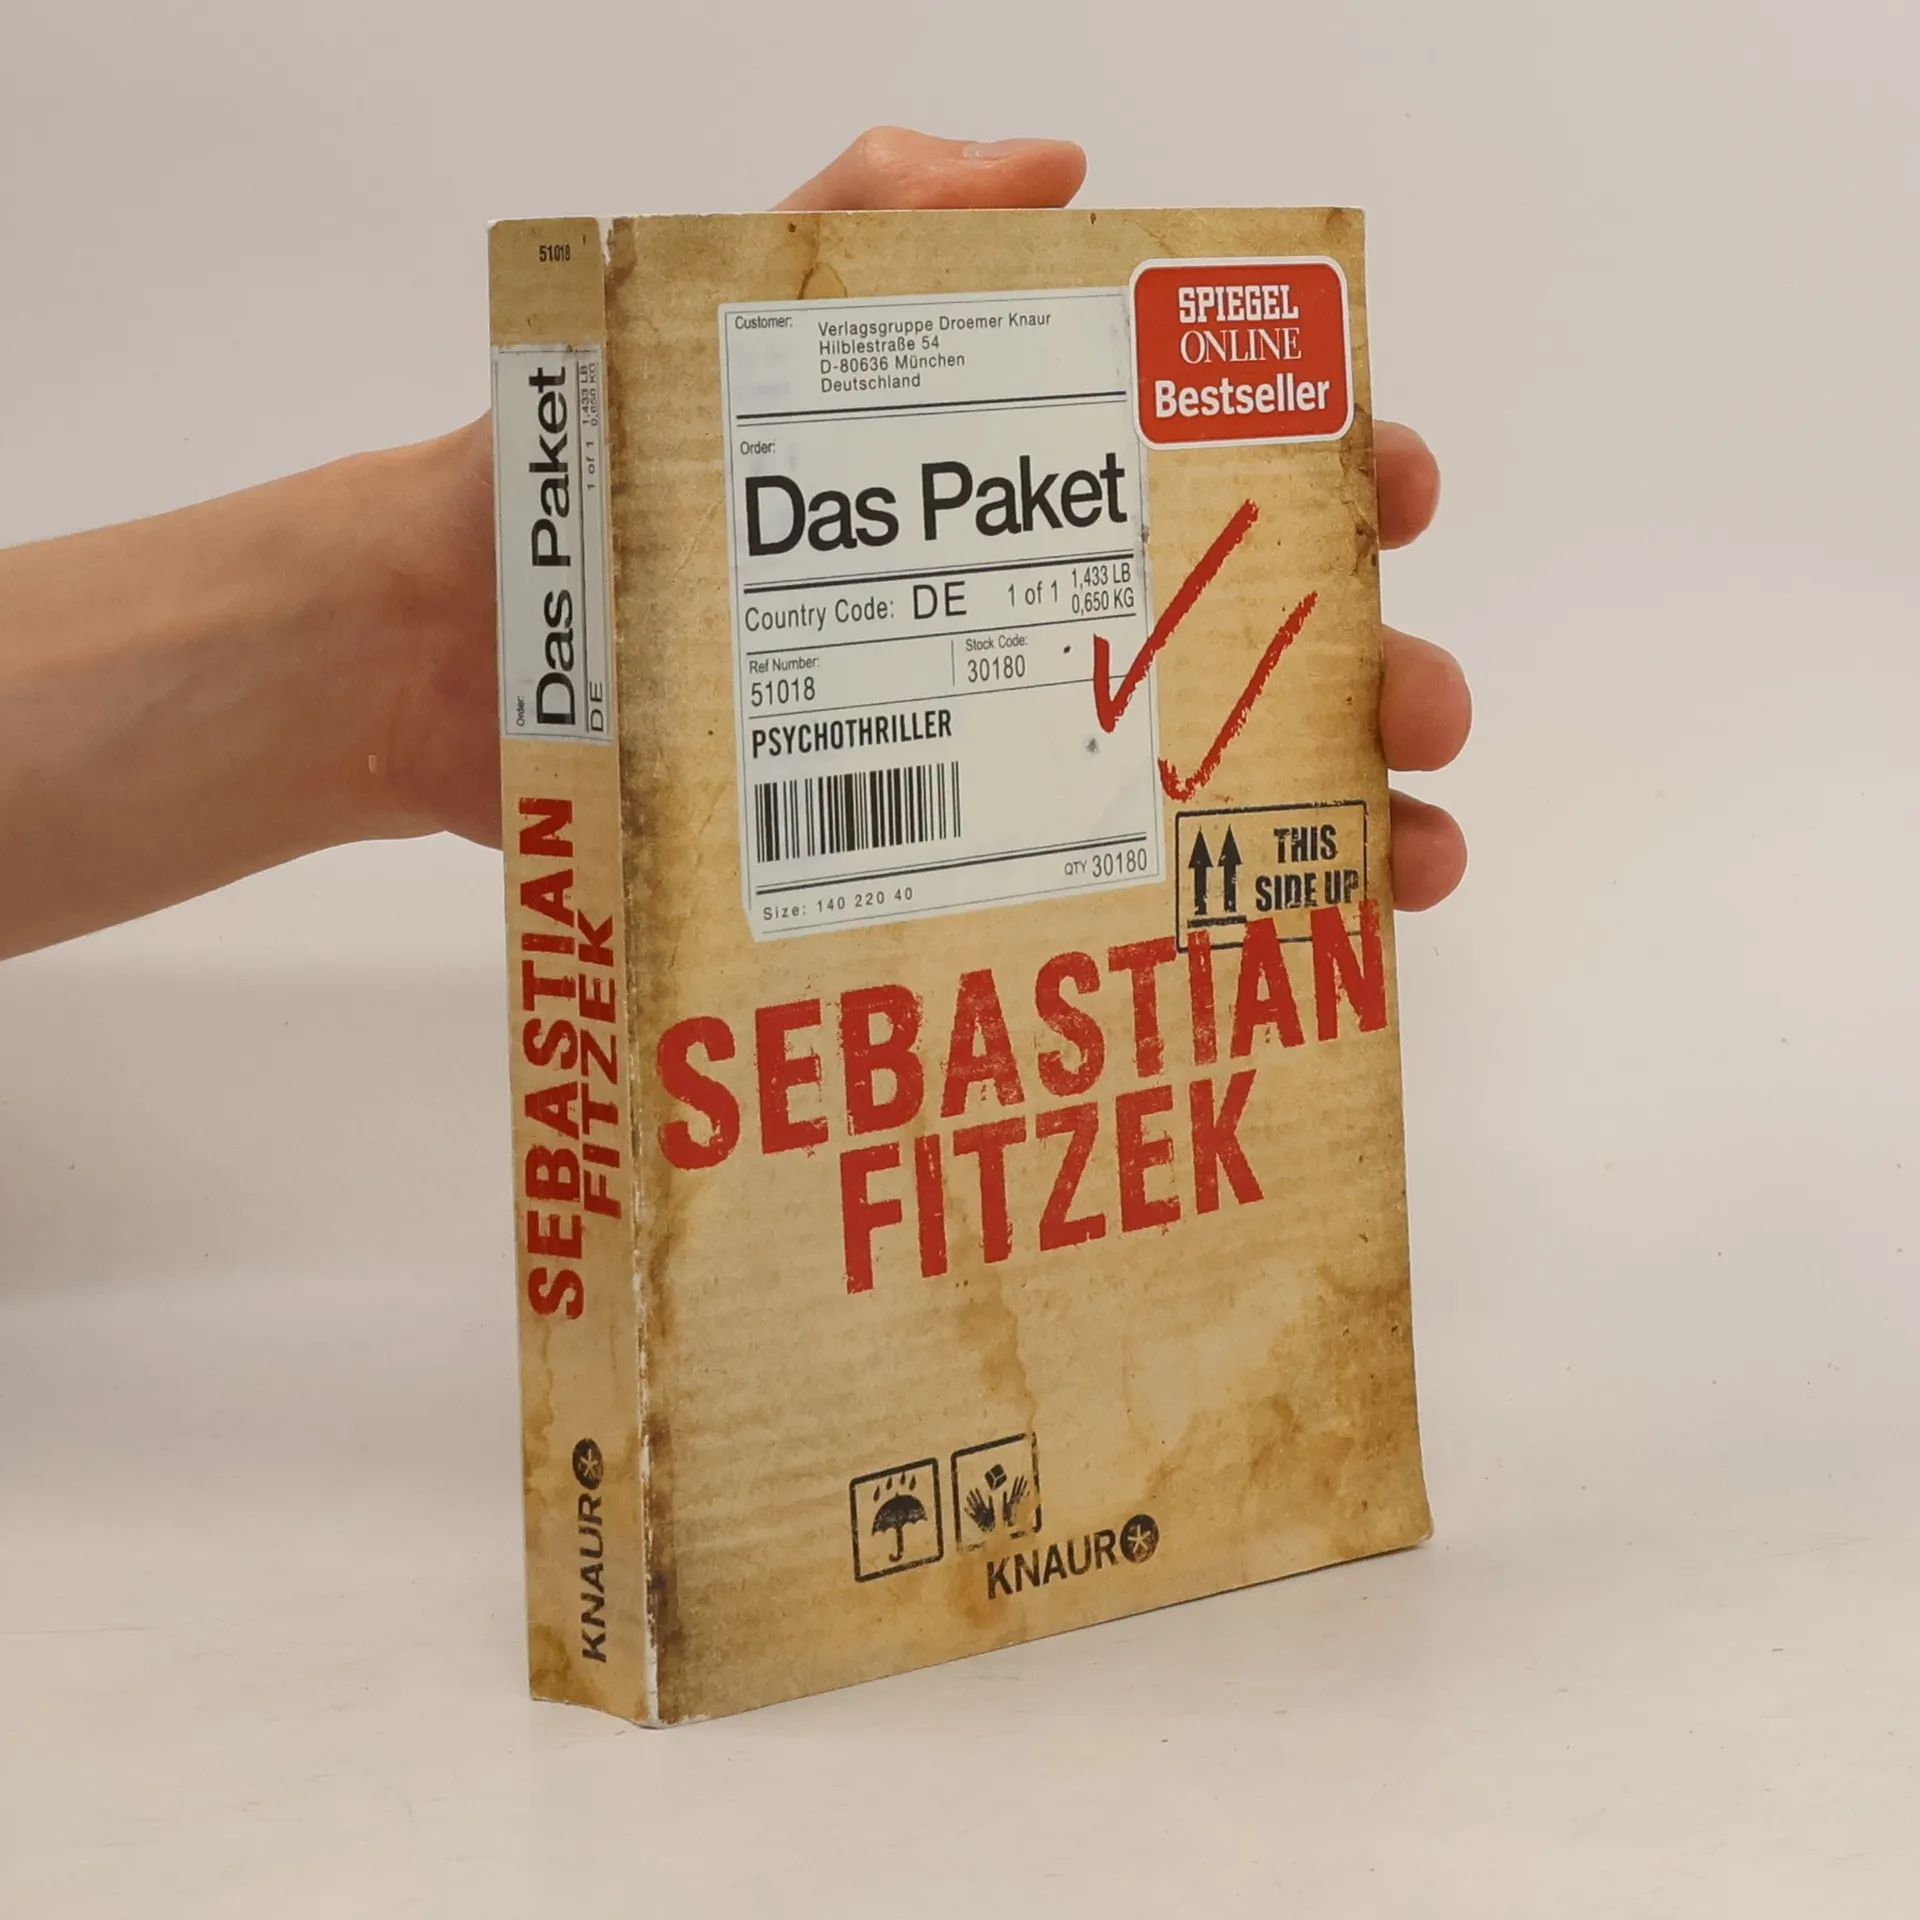 51018
Order:
Das Paket
DE
1 of 1
1,433 LB
0,650 KG
SEBASTIAN
FITZEK
KNAUR
Customer:
Verlagsgruppe Droemer Knaur
Hilblestraße 54
D-80636 München
Deutschland
SPIEGEL
ONLINE
Bestseller
Order:
Das Paket
Country Code: DE 1 of 1 1,433 LB
0,650 KG
Ref Number:
51018
Stock Code:
30180
PSYCHOTHRILLER
QTY 30180
Size: 140 220 40
THIS
SIDE UP
SEBASTIAN
FITZEK
KNAUR